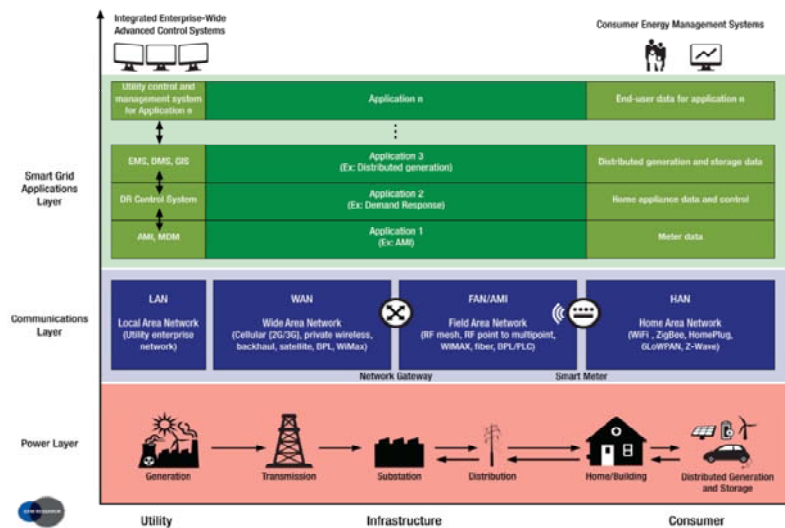 Integrated Enterprise-Wide
Advanced Control Systems
Consumer Energy Management Systems
Smart Grid
Applications
Layer
Utility control and
management system
for Application n
Application n
End-user data for application n
EMS, DMS, GIS
Application 3
(Ex: Distributed generation)
Distributed generation and storage data
DR Control System
Application 2
(Ex: Demand Response)
Home appliance data and control
AMI, MDM
Application 1
(Ex: AMI)
Meter data
Communications
Layer
LAN
Local Area Network
(Utility enterprise
network)
WAN
Wide Area Network
(Cellular (2G/3G), private wireless,
backhaul, satellite, BPL, WiMax)
FAN/AMI
Field Area Network
(RF mesh, RF point to multipoint,
WiMAX, fiber, BPL/PLC)
HAN
Home Area Network
(WiFi , ZigBee, HomePlug,
6LoWPAN, Z-Wave)
Network Gateway
Smart Meter
Power Layer
Generation
Transmission
Substation
Distribution
Home/Building
Distributed Generation
and Storage
Utility
Infrastructure
Consumer